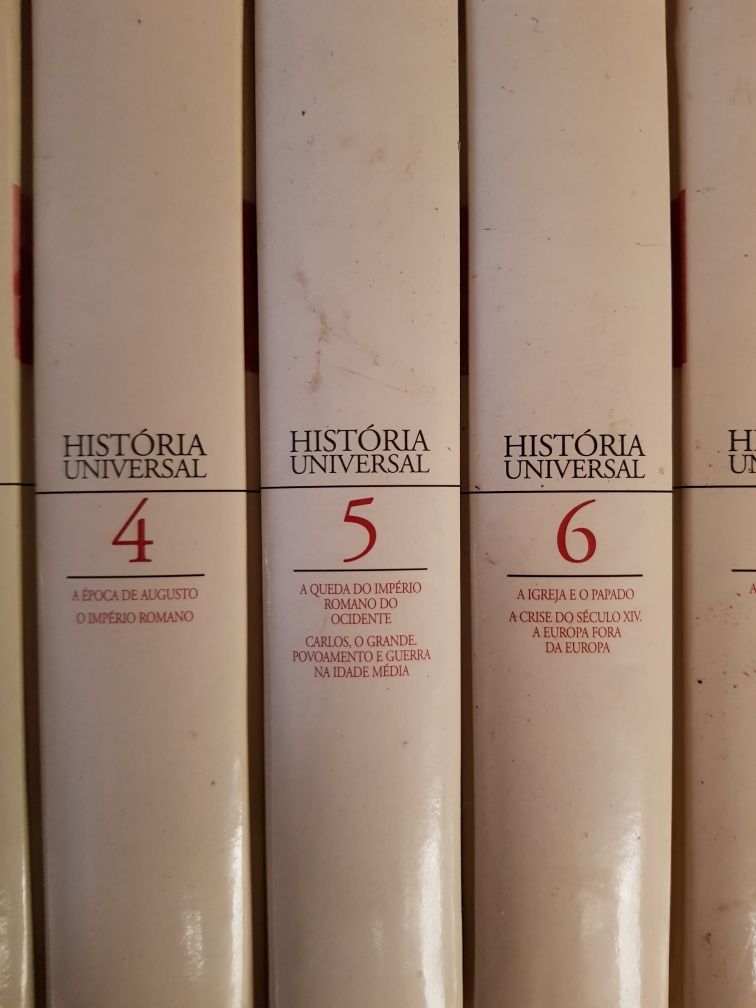 HISTÓRIA
UNIVERSAL
4
A ÉPOCA DE AUGUSTO
O IMPÉRIO ROMANO
HISTÓRIA
UNIVERSAL
5
A QUEDA DO IMPÉRIO
ROMANO DO
OCIDENTE
CARLOS, O GRANDE.
POVOAMENTO E GUERRA
NA IDADE MÉDIA
HISTÓRIA
UNIVERSAL
6
A IGREJA E O PAPADO
A CRISE DO SÉCULO XIV.
A EUROPA FORA
DA EUROPA